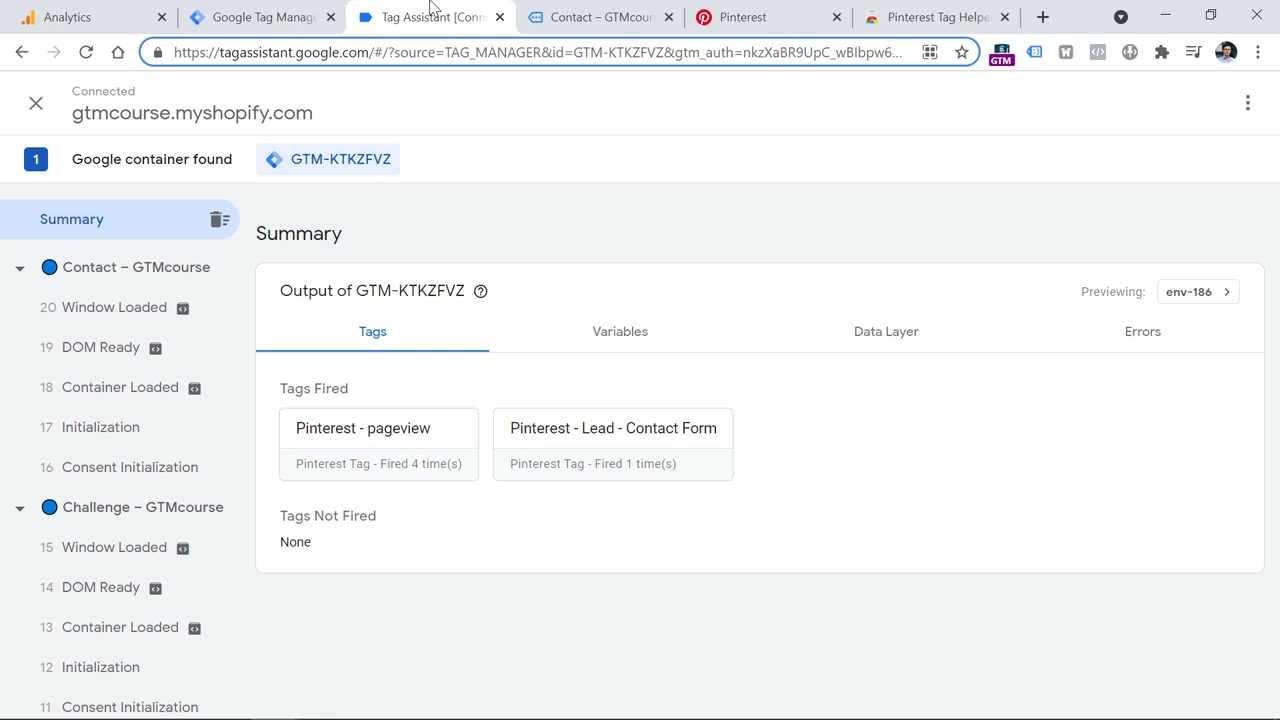 Analytics
Google Tag Manage
Tag Assistant [Conn
Contact – GTMcour
Pinterest
Pinterest Tag Helpe
https://tagassistant.google.com/#/?source=TAG_MANAGER&id=GTM-KTKZFVZ&gtm_auth=nkzXaBR9UpC_wBIbpw6...
GTM
Connected
gtmcourse.myshopify.com
1 Google container found GTM-KTKZFVZ
Summary
Contact – GTMcourse
20 Window Loaded
19 DOM Ready
18 Container Loaded
17 Initialization
16 Consent Initialization
Challenge – GTMcourse
15 Window Loaded
14 DOM Ready
13 Container Loaded
12 Initialization
11 Consent Initialization
Summary
Output of GTM-KTKZFVZ
Previewing: env-186
Tags Variables Data Layer Errors
Tags Fired
Pinterest - pageview
Pinterest Tag - Fired 4 time(s)
Pinterest - Lead - Contact Form
Pinterest Tag - Fired 1 time(s)
Tags Not Fired
None